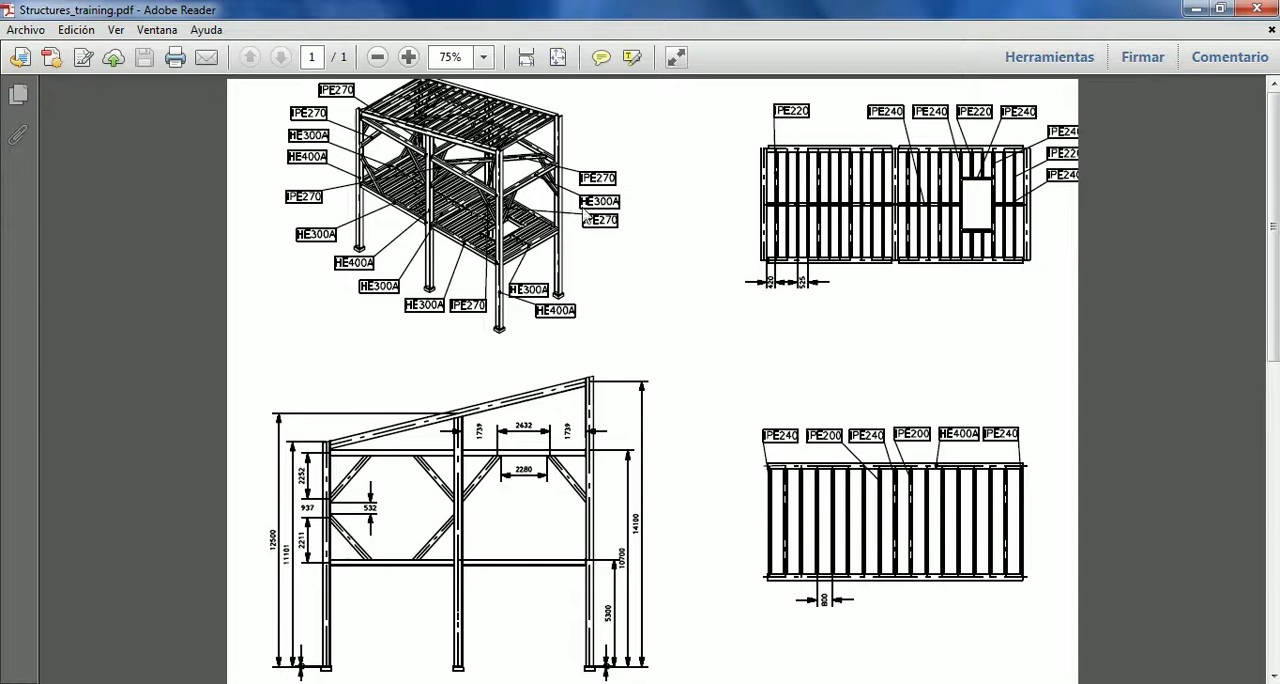 Structures_training.pdf - Adobe Reader
Archivo Edición Ver Ventana Ayuda
1 / 1 75% Herramientas Firmar Comentario
IPE270
IPE270
HE300A
HE400A
IPE270
HE300A
HE400A
HE300A
HE300A
IPE270
HE300A
HE400A
IPE270
HE300A
IPE270
IPE220
IPE240
IPE240
IPE220
IPE240
IPE240
IPE220
IPE240
525
12500
11101
2252
937
2211
532
1739
2632
1739
2280
5300
10700
14100
IPE240
IPE200
IPE240
IPE200
HE400A
IPE240
800